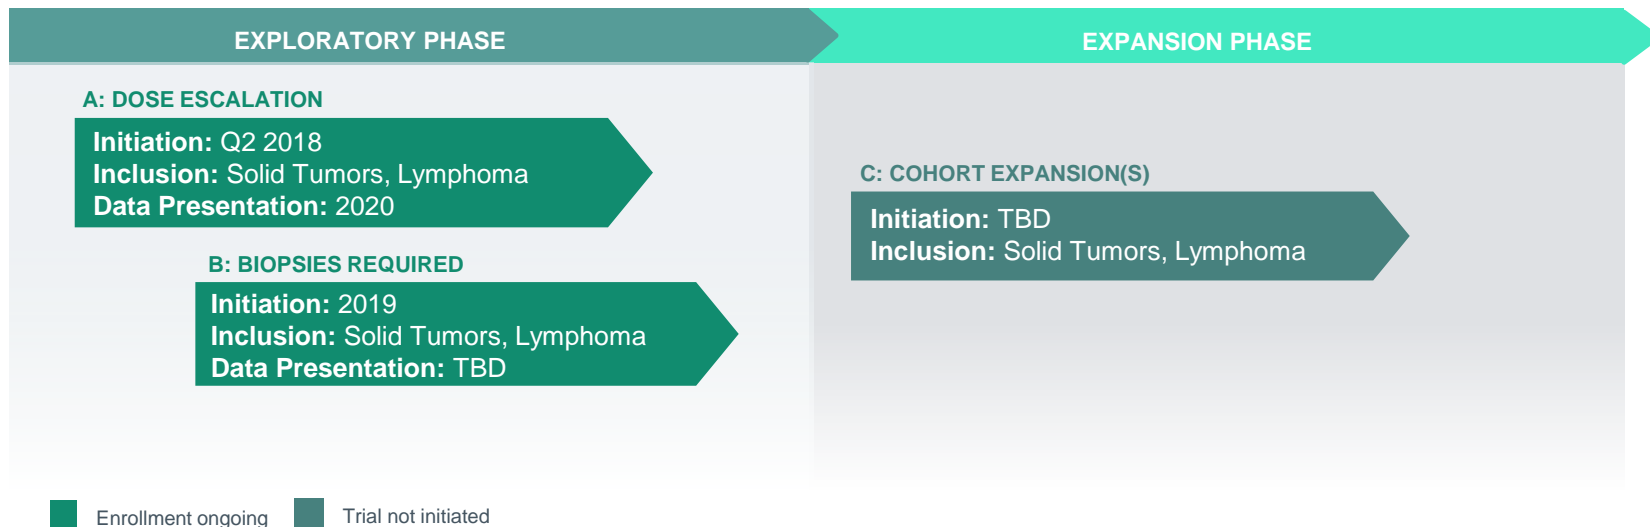 EXPLORATORY PHASE
EXPANSION PHASE
A: DOSE ESCALATION
Initiation: Q2 2018
Inclusion: Solid Tumors, Lymphoma
Data Presentation: 2020
B: BIOPSIES REQUIRED
Initiation: 2019
Inclusion: Solid Tumors, Lymphoma
Data Presentation: TBD
C: COHORT EXPANSION(S)
Initiation: TBD
Inclusion: Solid Tumors, Lymphoma
Enrollment ongoing
Trial not initiated